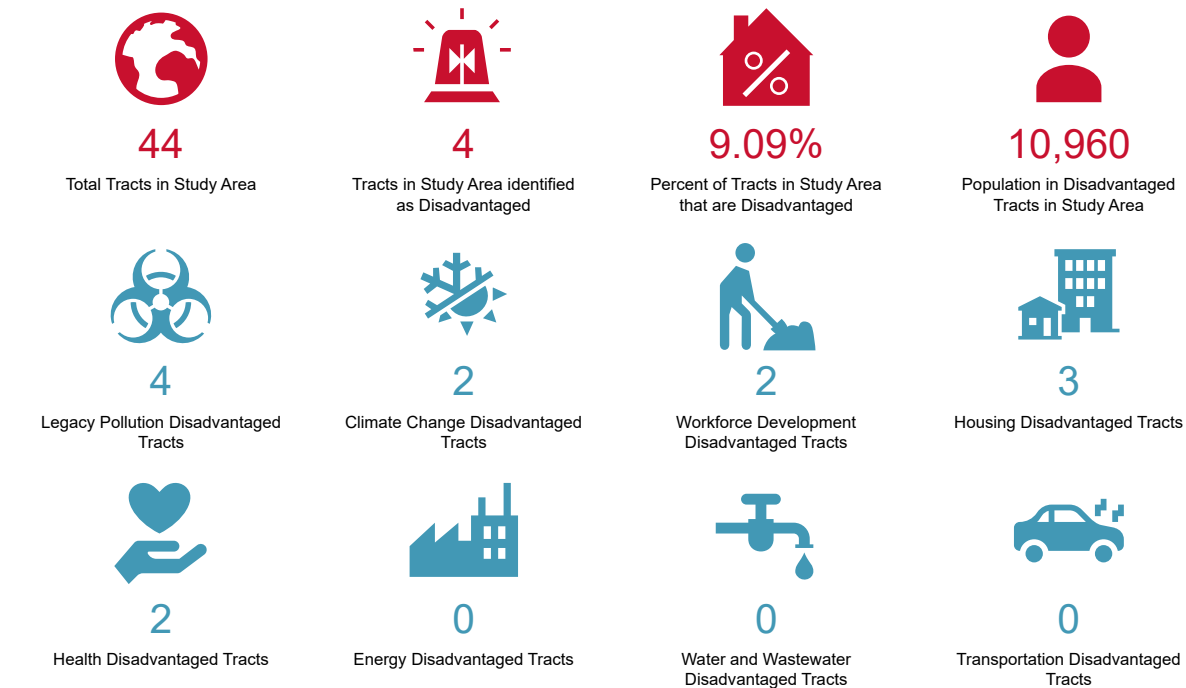 44
Total Tracts in Study Area
4
Tracts in Study Area identified
as Disadvantaged
9.09%
Percent of Tracts in Study Area
that are Disadvantaged
10,960
Population in Disadvantaged
Tracts in Study Area
4
Legacy Pollution Disadvantaged
Tracts
2
Climate Change Disadvantaged
Tracts
2
Workforce Development
Disadvantaged Tracts
3
Housing Disadvantaged Tracts
2
Health Disadvantaged Tracts
0
Energy Disadvantaged Tracts
0
Water and Wastewater
Disadvantaged Tracts
0
Transportation Disadvantaged
Tracts